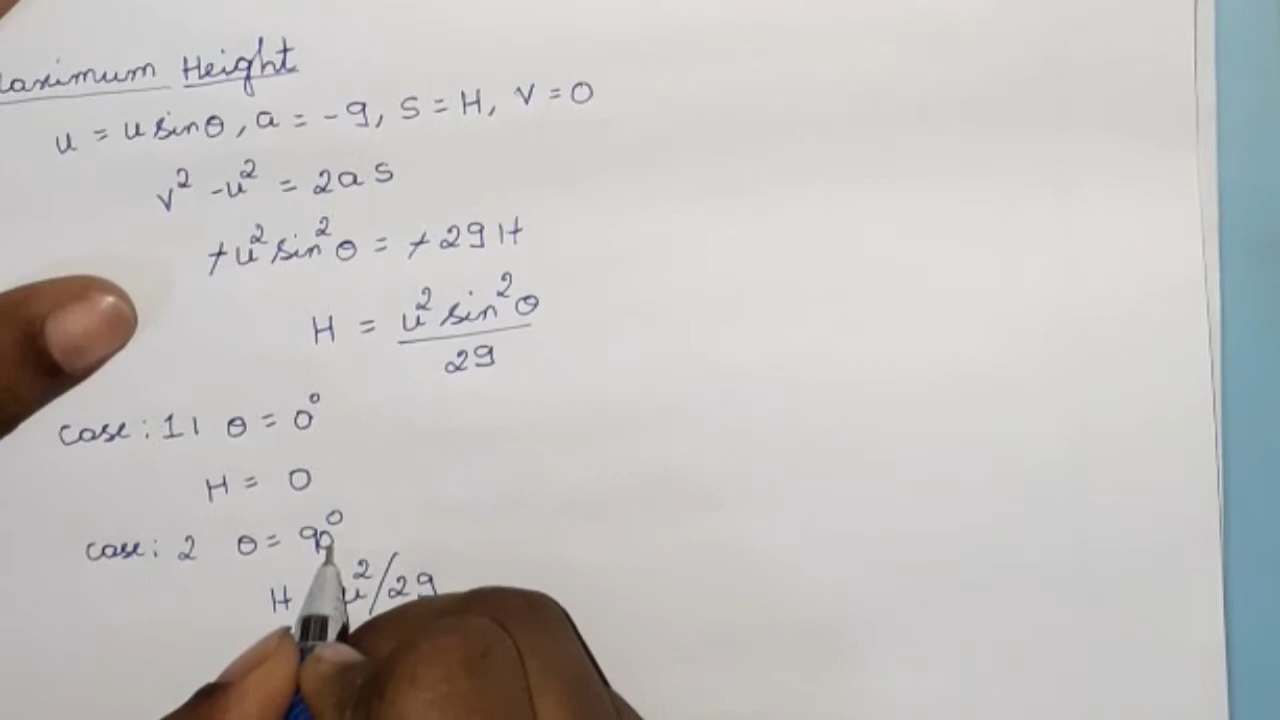 Maximum Height
u = u sinθ, a = -g, S = H, v = 0
v² - u² = 2aS
+u² sin²θ = +2gH
H = u² sin²θ / 2g
Case: 1) θ = 0°
H = 0
Case: 2 θ = 90°
H u²/2g